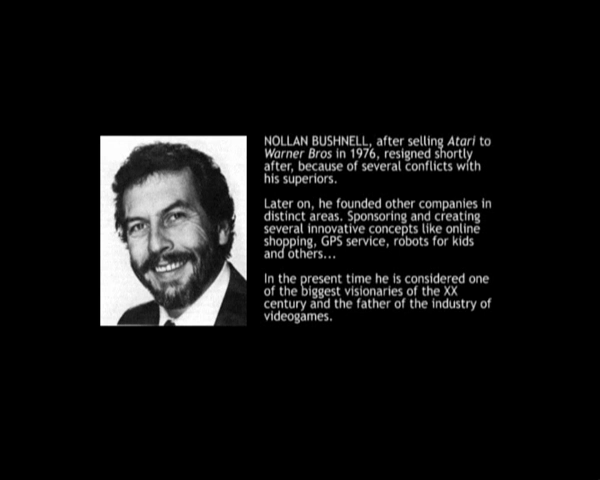 NOLLAN BUSHNELL, after selling Atari to
Warner Bros in 1976, resigned shortly
after, because of several conflicts with
his superiors.
Later on, he founded other companies in
distinct areas. Sponsoring and creating
several innovative concepts like online
shopping, GPS service, robots for kids
and others...
In the present time he is considered one
of the biggest visionaries of the XX
century and the father of the industry of
videogames.